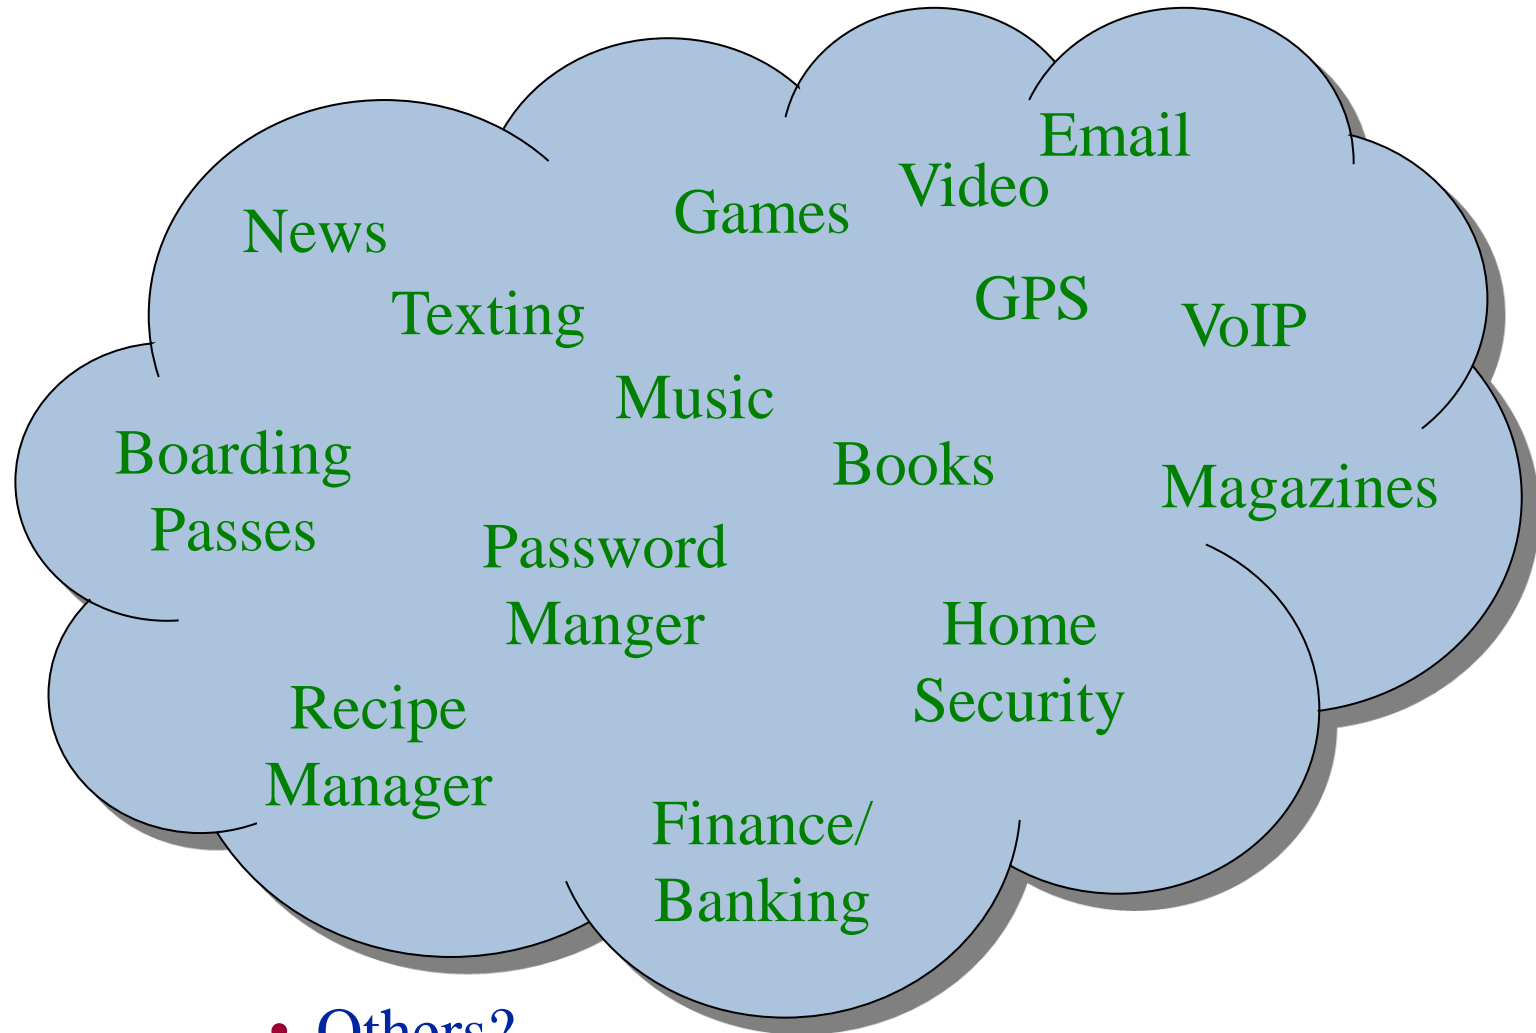 Email
Video
Games
News
GPS
Texting
VoIP
Music
Boarding
Passes
Books
Magazines
Password
Manger
Home
Security
Recipe
Manager
Finance/
Banking
• Others?